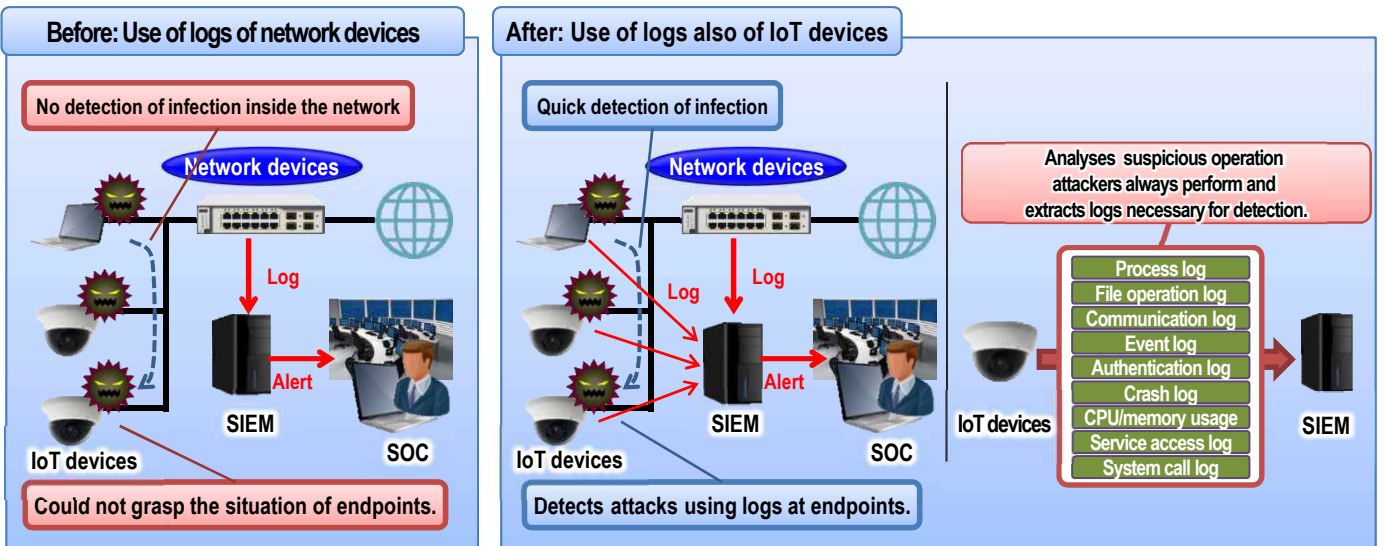 Before: Use of logs of network devices
No detection of infection inside the network
Network devices
Log
Alert
SIEM
SOC
IoT devices
Could not grasp the situation of endpoints.
After: Use of logs also of IoT devices
Quick detection of infection
Network devices
Log
Log
Alert
SIEM
SOC
IoT devices
Detects attacks using logs at endpoints.
Analyses suspicious operation
attackers always perform and
extracts logs necessary for detection.
Process log
File operation log
Communication log
Event log
Authentication log
Crash log
CPU/memory usage
Service access log
System call log
IoT devices
SIEM